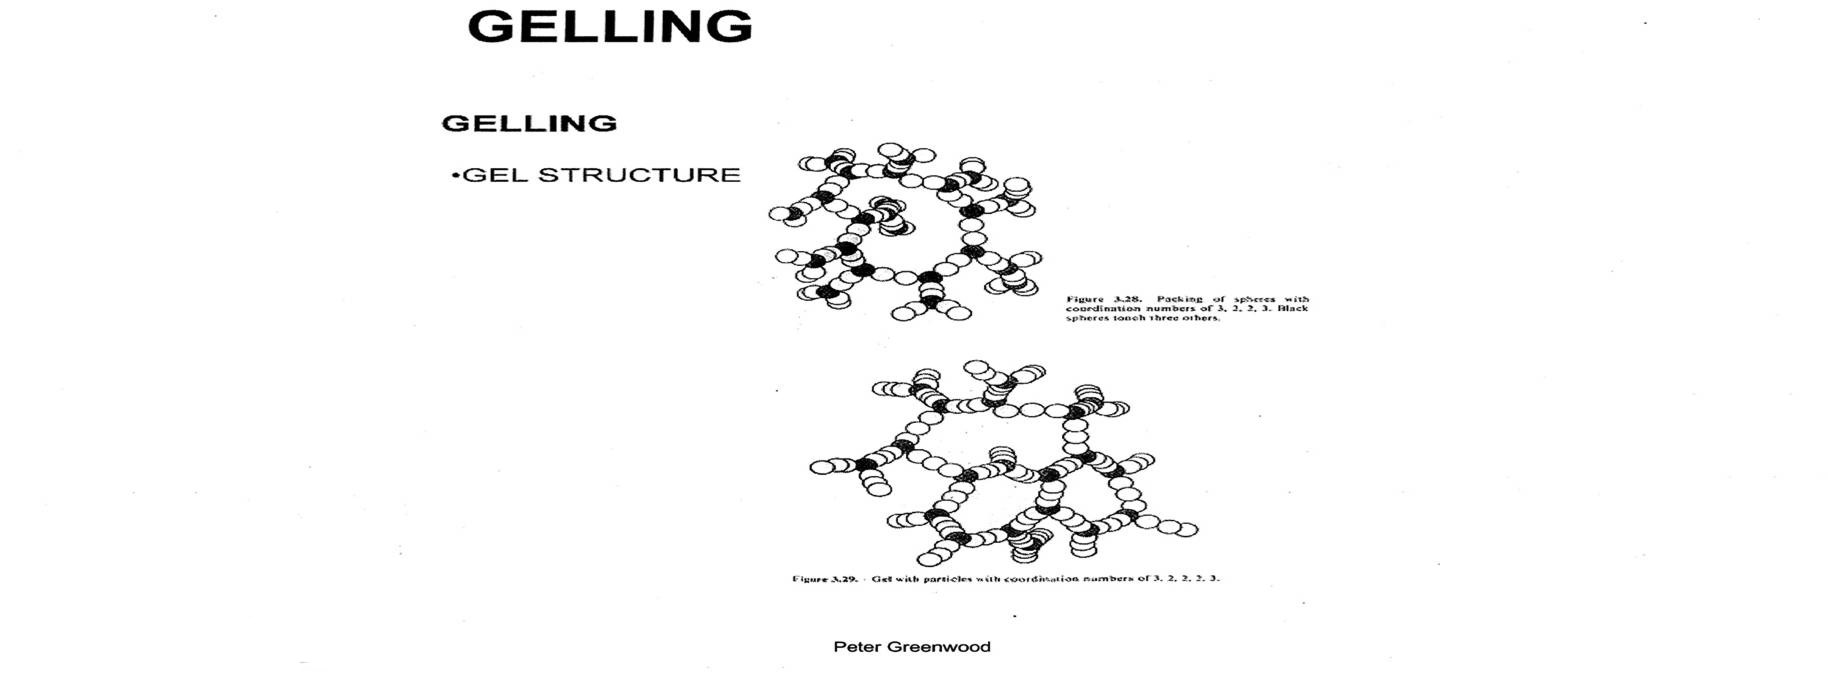 GELLING
GELLING
•GEL STRUCTURE
Figure 3.28. Packing of spheres with
coordination numbers of 3, 2, 2, 3. Black
spheres touch three others.
Figure 3.29. Gel with particles with coordination numbers of 3, 2, 2, 2, 3.
Peter Greenwood